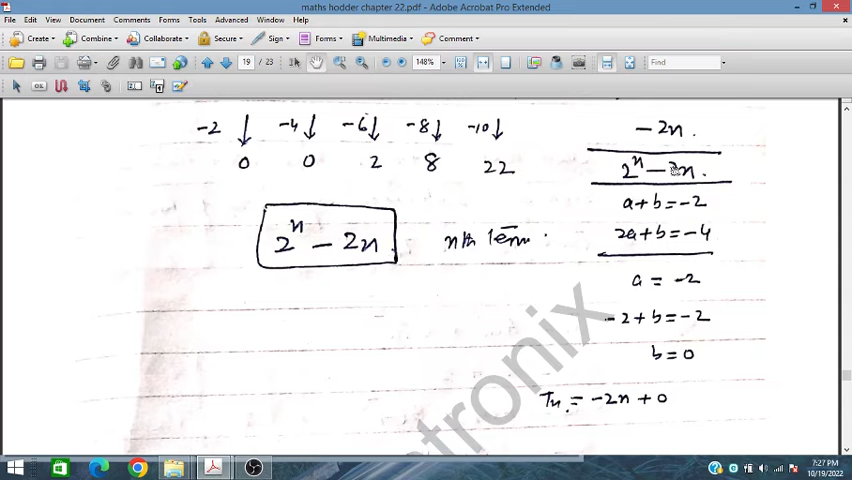 maths hodder chapter 22.pdf - Adobe Acrobat Pro Extended
File Edit View Document Comments Forms Tools Advanced Window Help
Create Combine Collaborate Secure Sign Forms Multimedia Comment
19 / 23 148% Find
-2 ↓ -4 ↓ -6 ↓ -8 ↓ -10 ↓
0 0 2 8 22
2^n - 2n nth term.
- 2n.
2^n - 2n.
a + b = -2
2a + b = -4
a = -2
-2 + b = -2
b = 0
Tn = -2n + 0
tronix
7:27 PM
10/19/2022